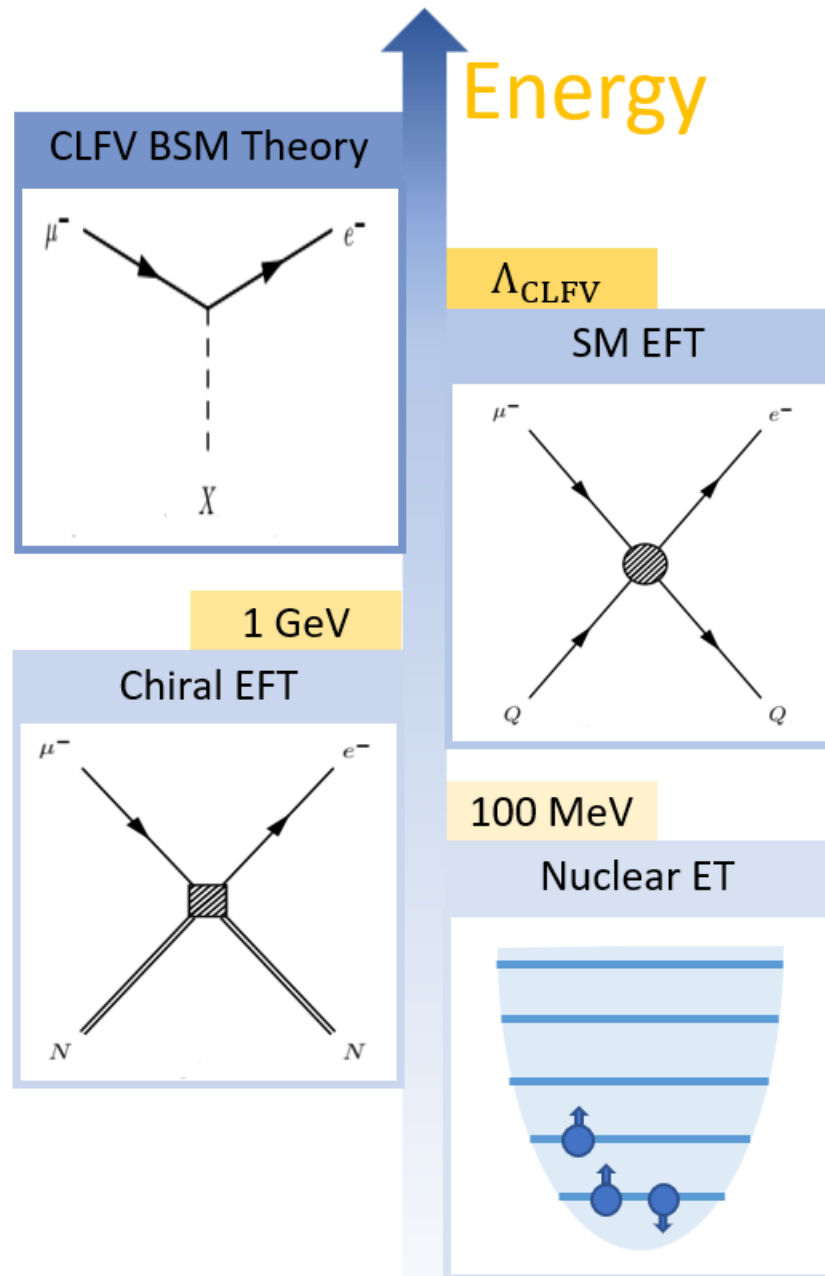 Energy
CLFV BSM Theory
μ⁻ e⁻
X
Λ_CLFV
SM EFT
μ⁻ e⁻
Q Q
1 GeV
Chiral EFT
μ⁻ e⁻
N N
100 MeV
Nuclear ET